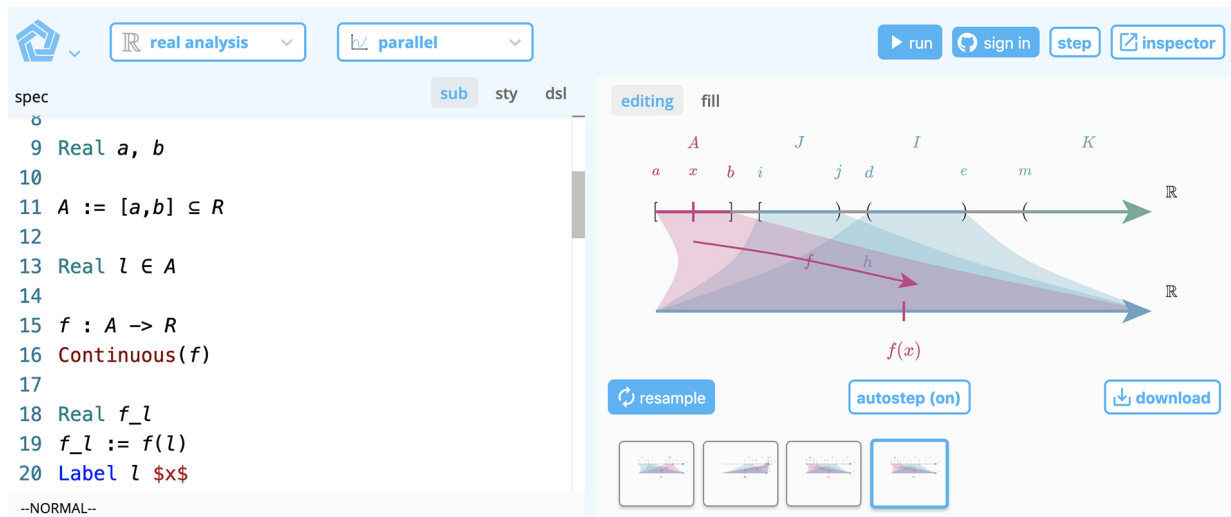 ℝ real analysis
parallel
run
sign in
step
inspector
spec
sub
sty
dsl
8
9 Real a, b
10
11 A := [a,b] ⊆ R
12
13 Real l ∈ A
14
15 f : A -> R
16 Continuous(f)
17
18 Real f_l
19 f_l := f(l)
20 Label l $x$
--NORMAL--
editing
fill
A J I K
a x b i j d e m
ℝ
[ ] [ ) ( ) (
f h
ℝ
f(x)
resample
autostep (on)
download